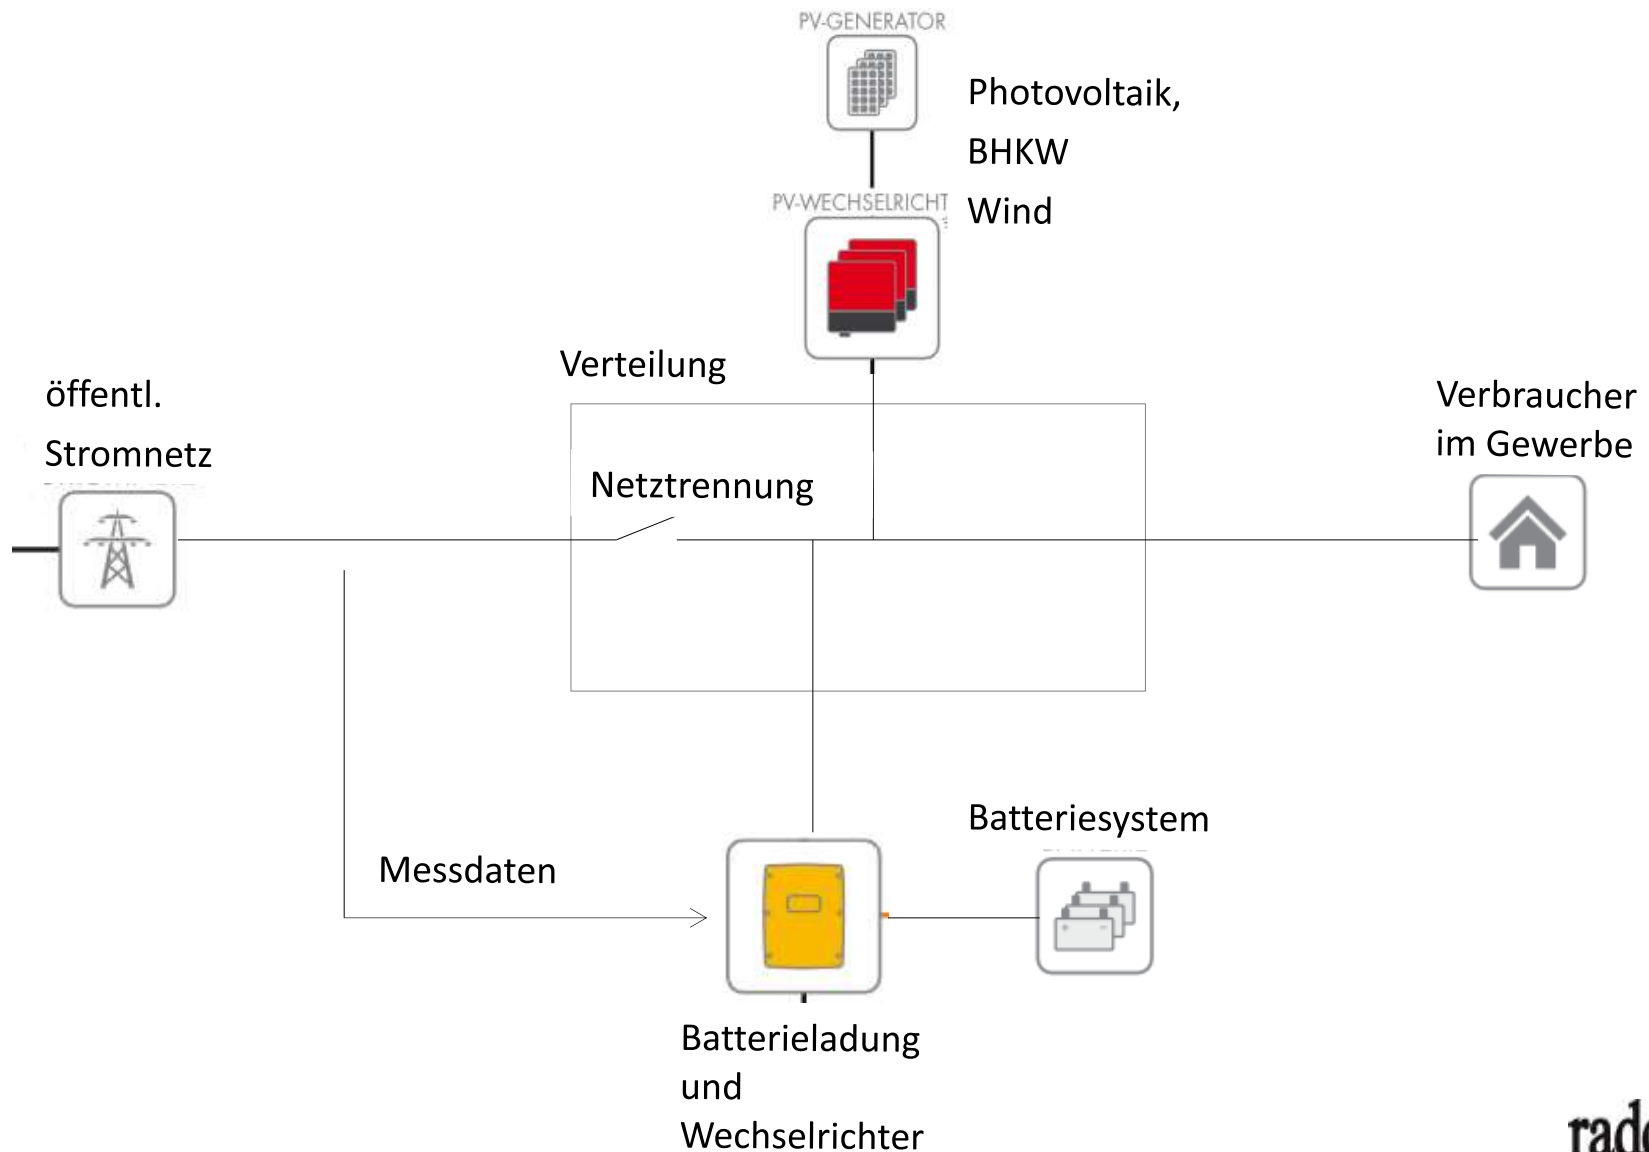 PV-GENERATOR
Photovoltaik,
BHKW
PV-WECHSELRICHT
Wind
Verteilung
öffentl.
Stromnetz
Verbraucher
im Gewerbe
Netztrennung
Batteriesystem
Messdaten
Batterieladung
und
Wechselrichter